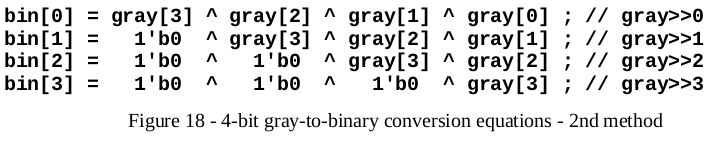 bin[0] = gray[3] ^ gray[2] ^ gray[1] ^ gray[0] ; // gray>>0
bin[1] =   1'b0  ^ gray[3] ^ gray[2] ^ gray[1] ; // gray>>1
bin[2] =   1'b0  ^   1'b0  ^ gray[3] ^ gray[2] ; // gray>>2
bin[3] =   1'b0  ^   1'b0  ^   1'b0  ^ gray[3] ; // gray>>3
Figure 18 - 4-bit gray-to-binary conversion equations - 2nd method